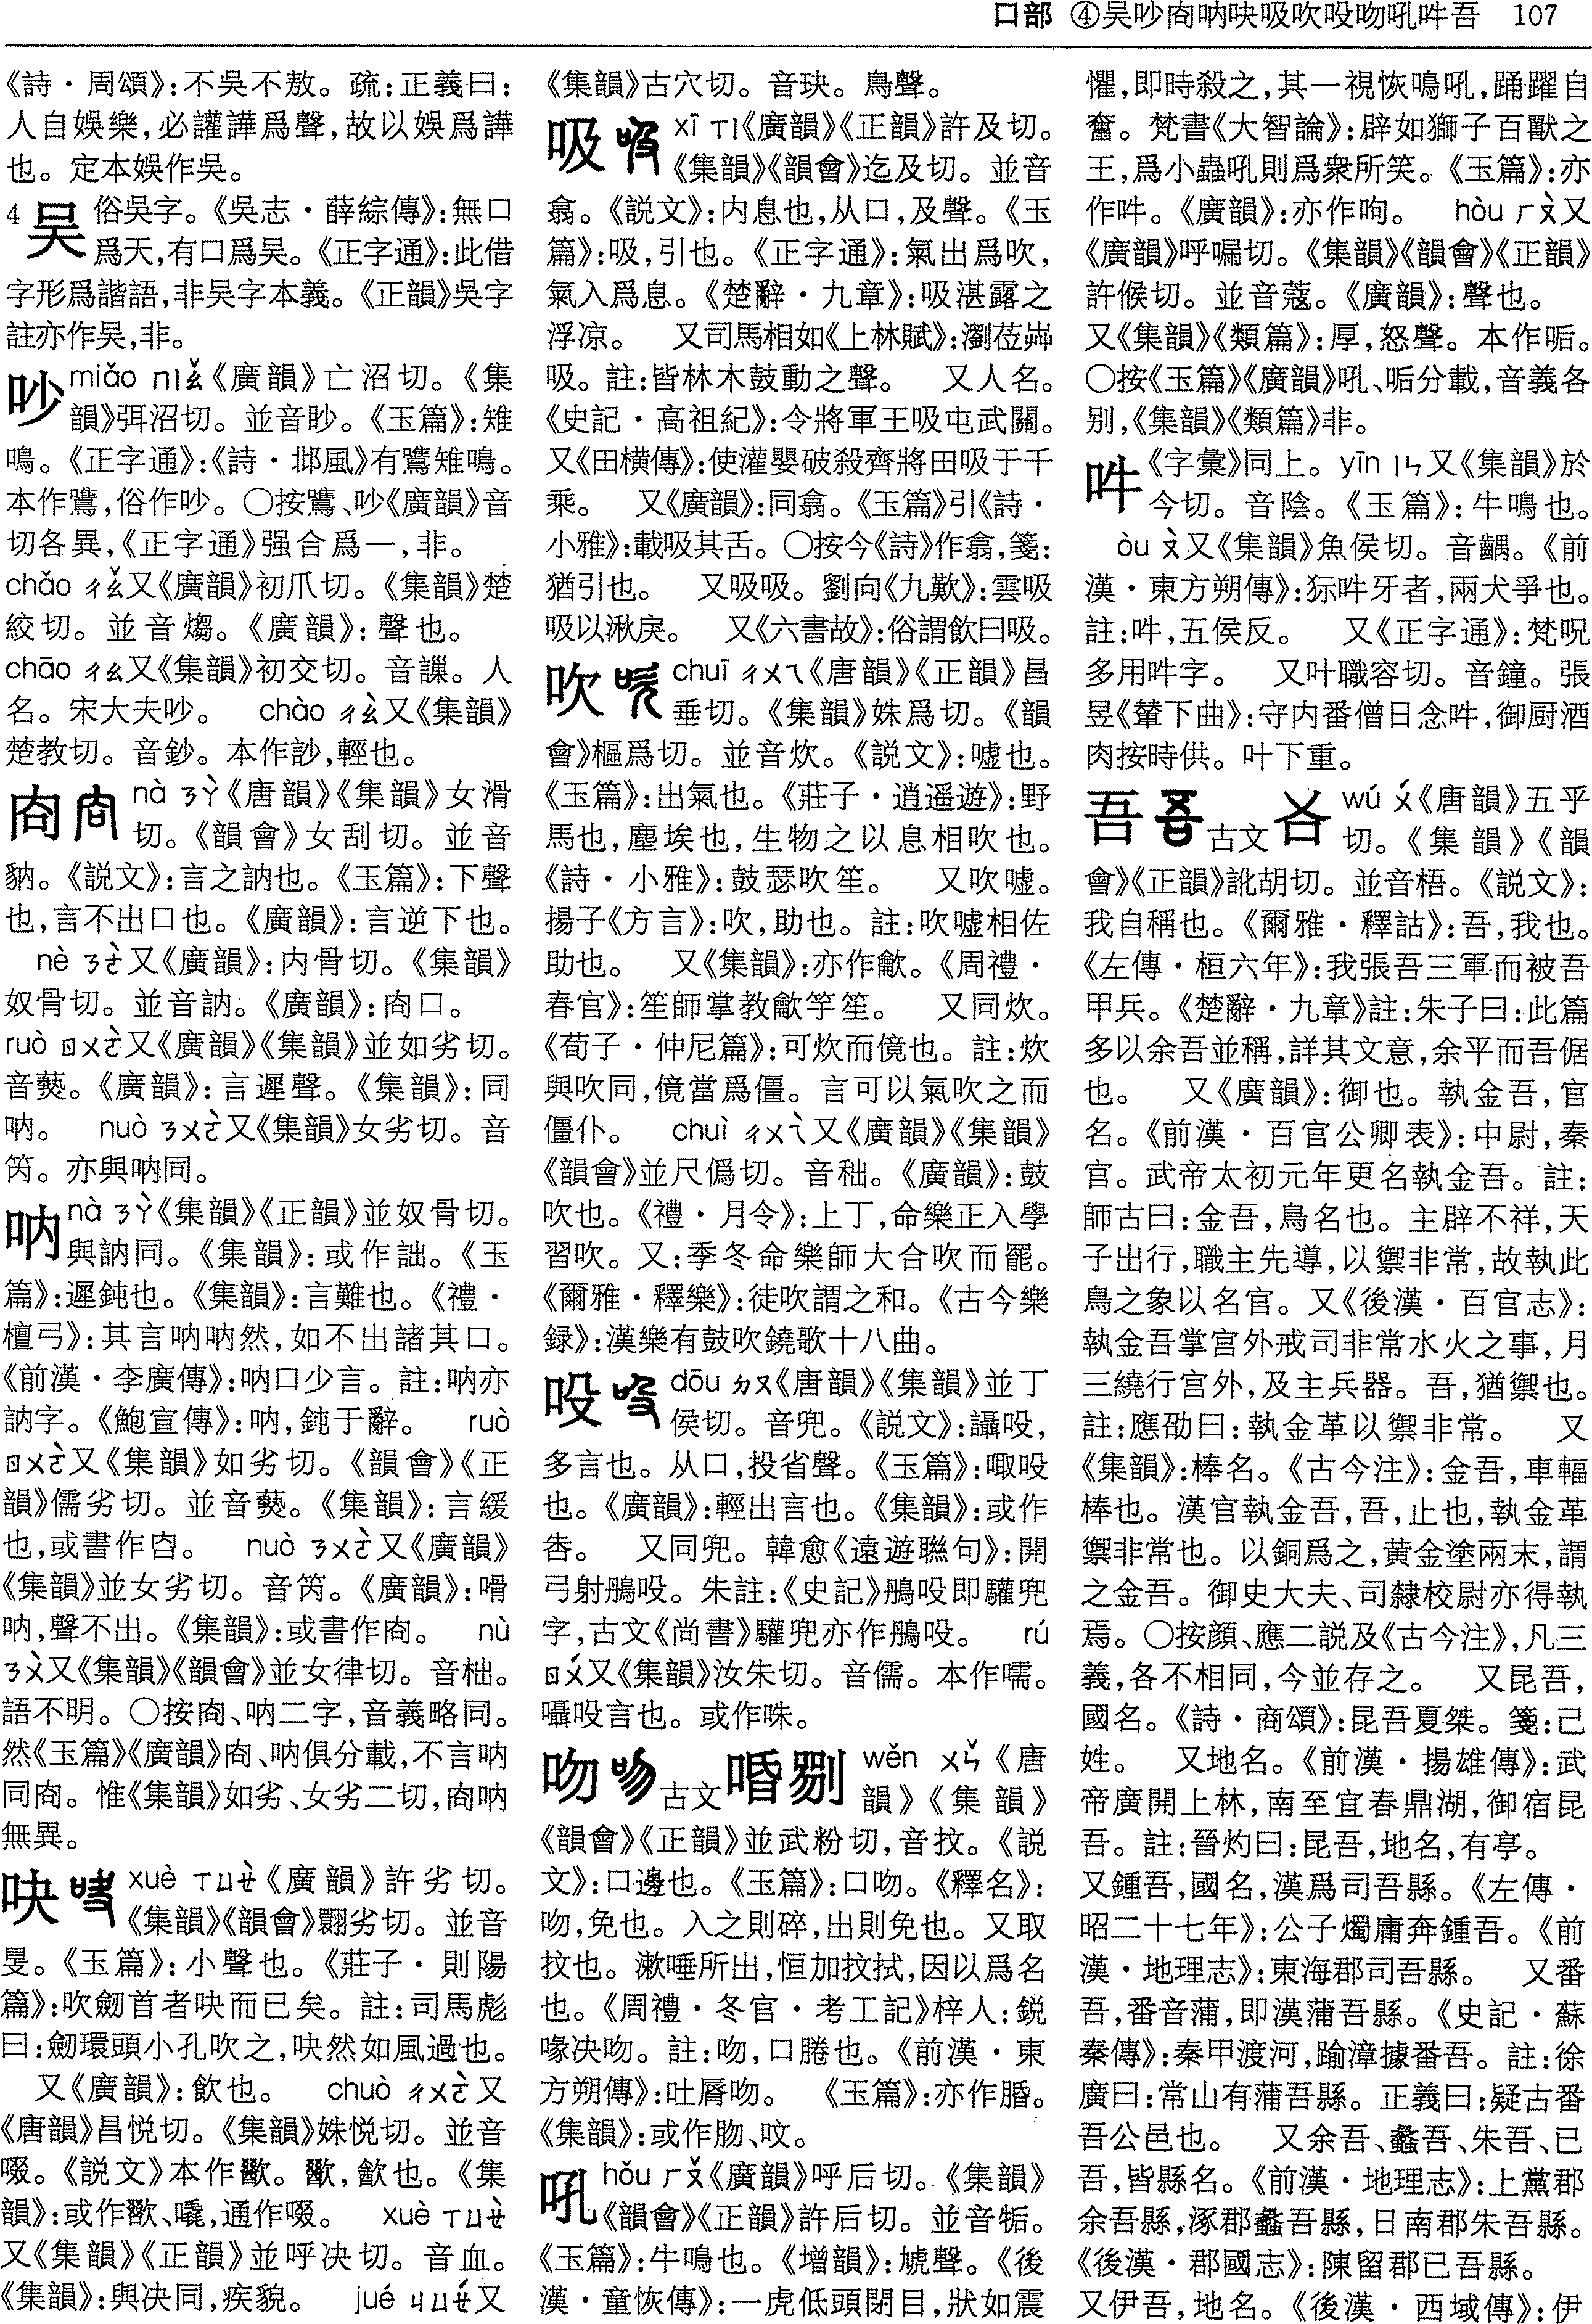 口部 ④吴吵㕯呐吷吸吹吺吻吼吽吾 107
《詩·周頌》：不吳不敖。疏：正義曰：
人自娛樂，必讙譁爲聲，故以娛爲譁
也。定本娛作吳。
4 吴 俗吳字。《吳志·薛綜傳》：無口
爲天，有口爲吴。《正字通》：此借
字形爲諧語，非吴字本義。《正韻》吳字
註亦作吴，非。
吵 miǎo ㄇㄧㄠˇ《廣韻》亡沼切。《集
韻》弭沼切。並音眇。《玉篇》：雉
鳴。《正字通》：《詩·邶風》有鷕雉鳴。
本作鷕，俗作吵。○按鷕、吵《廣韻》音
切各異，《正字通》强合爲一，非。
chǎo ㄔㄠˇ又《廣韻》初爪切。《集韻》楚
絞切。並音煼。《廣韻》：聲也。
chāo ㄔㄠ又《集韻》初交切。音謙。人
名。宋大夫吵。 chào ㄔㄠˋ又《集韻》
楚教切。音鈔。本作訬，輕也。
㕯 nà ㄋㄚˋ《唐韻》《集韻》女滑
切。《韻會》女刮切。並音
豽。《説文》：言之訥也。《玉篇》：下聲
也，言不出口也。《廣韻》：言逆下也。
nè ㄋㄜˋ又《廣韻》：内骨切。《集韻》
奴骨切。並音訥。《廣韻》：㕯口。
ruò ㄖㄨㄛˋ又《廣韻》《集韻》並如劣切。
音爇。《廣韻》：言遲聲。《集韻》：同
呐。 nuò ㄋㄨㄛˋ又《集韻》女劣切。音
笍。亦與呐同。
呐 nà ㄋㄚˋ《集韻》《正韻》並奴骨切。
與訥同。《集韻》：或作詘。《玉
篇》：遲鈍也。《集韻》：言難也。《禮·
檀弓》：其言呐呐然，如不出諸其口。
《前漢·李廣傳》：呐口少言。註：呐亦
訥字。《鮑宣傳》：呐，鈍于辭。 ruò
ㄖㄨㄛˋ又《集韻》如劣切。《韻會》《正
韻》儒劣切。並音爇。《集韻》：言緩
也，或書作㕯。 nuò ㄋㄨㄛˋ又《廣韻》
《集韻》並女劣切。音笍。《廣韻》：嗗
呐，聲不出。《集韻》：或書作㕯。 nù
ㄋㄨˋ又《集韻》《韻會》並女律切。音柮。
語不明。○按㕯、呐二字，音義略同。
然《玉篇》《廣韻》㕯、呐俱分載，不言呐
同㕯。惟《集韻》如劣、女劣二切，㕯呐
無異。
吷 xuè ㄒㄩㄝˋ《廣韻》許劣切。
《集韻》《韻會》翾劣切。並音
旻。《玉篇》：小聲也。《莊子·則陽
篇》：吹劒首者吷而已矣。註：司馬彪
曰：劒環頭小孔吹之，吷然如風過也。
又《廣韻》：飲也。 chuò ㄔㄨㄛˋ又
《唐韻》昌悦切。《集韻》姝悦切。並音
啜。《説文》本作歠。歠，歙也。《集
韻》：或作歠、嚽，通作啜。 xuè ㄒㄩㄝˋ
又《集韻》《正韻》並呼决切。音血。
《集韻》：與决同，疾貌。 jué ㄐㄩㄝˊ又
《集韻》古穴切。音玦。鳥聲。
吸 xī ㄒㄧ《廣韻》《正韻》許及切。
《集韻》《韻會》迄及切。並音
翕。《説文》：内息也，从口，及聲。《玉
篇》：吸，引也。《正字通》：氣出爲吹，
氣入爲息。《楚辭·九章》：吸湛露之
浮凉。 又司馬相如《上林賦》：瀏莅芔
吸。註：皆林木鼓動之聲。 又人名。
《史記·高祖紀》：令將軍王吸屯武關。
又《田横傳》：使灌嬰破殺齊將田吸于千
乘。 又《廣韻》：同翕。《玉篇》引《詩·
小雅》：載吸其舌。○按今《詩》作翕，箋：
猶引也。 又吸吸。劉向《九歎》：雲吸
吸以湫戾。 又《六書故》：俗謂飲曰吸。
吹 chuī ㄔㄨㄟ《唐韻》《正韻》昌
垂切。《集韻》姝爲切。《韻
會》樞爲切。並音炊。《説文》：嘘也。
《玉篇》：出氣也。《莊子·逍遥遊》：野
馬也，塵埃也，生物之以息相吹也。
《詩·小雅》：鼓瑟吹笙。 又吹嘘。
揚子《方言》：吹，助也。註：吹嘘相佐
助也。 又《集韻》：亦作龡。《周禮·
春官》：笙師掌教龡竽笙。 又同炊。
《荀子·仲尼篇》：可炊而傹也。註：炊
與吹同，傹當爲僵。言可以氣吹之而
僵仆。 chuì ㄔㄨㄟˋ又《廣韻》《集韻》
《韻會》並尺僞切。音秪。《廣韻》：鼓
吹也。《禮·月令》：上丁，命樂正入學
習吹。又：季冬命樂師大合吹而罷。
《爾雅·釋樂》：徒吹謂之和。《古今樂
録》：漢樂有鼓吹鐃歌十八曲。
吺 dōu ㄉㄡ《唐韻》《集韻》並丁
侯切。音兜。《説文》：讘吺，
多言也。从口，投省聲。《玉篇》：呶吺
也。《廣韻》：輕出言也。《集韻》：或作
㖈。 又同兜。韓愈《遠遊聯句》：開
弓射鴅吺。朱註：《史記》鴅吺即驩兜
字，古文《尚書》驩兜亦作鴅吺。 rú
ㄖㄨˊ又《集韻》汝朱切。音儒。本作嚅。
囁吺言也。或作咮。
吻 古文 㖧𠛬 wěn ㄨㄣˇ《唐
韻》《集韻》
《韻會》《正韻》並武粉切，音抆。《説
文》：口邊也。《玉篇》：口吻。《釋名》：
吻，免也。入之則碎，出則免也。又取
抆也。漱唾所出，恒加抆拭，因以爲名
也。《周禮·冬官·考工記》梓人：鋭
喙决吻。註：吻，口腃也。《前漢·東
方朔傳》：吐脣吻。 《玉篇》：亦作脗。
《集韻》：或作肳、呅。
吼 hǒu ㄏㄡˇ《廣韻》呼后切。《集韻》
《韻會》《正韻》許后切。並音㸸。
《玉篇》：牛鳴也。《增韻》：虓聲。《後
漢·童恢傳》：一虎低頭閉目，狀如震
懼，即時殺之，其一視恢鳴吼，踊躍自
奮。梵書《大智論》：辟如獅子百獸之
王，爲小蟲吼則爲衆所笑。《玉篇》：亦
作吽。《廣韻》：亦作呴。 hòu ㄏㄡˋ又
《廣韻》呼㖃切。《集韻》《韻會》《正韻》
許候切。並音蔻。《廣韻》：聲也。
又《集韻》《類篇》：厚，怒聲。本作㖃。
○按《玉篇》《廣韻》吼、㖃分載，音義各
别，《集韻》《類篇》非。
吽 《字彙》同上。yīn ㄧㄣ又《集韻》於
今切。音陰。《玉篇》：牛鳴也。
òu ㄡˋ又《集韻》魚侯切。音齵。《前
漢·東方朔傳》：狋吽牙者，兩犬爭也。
註：吽，五侯反。 又《正字通》：梵呪
多用吽字。 又叶職容切。音鐘。張
昱《輦下曲》：守内番僧日念吽，御厨酒
肉按時供。叶下重。
吾 古文 㕦 wú ㄨˊ《唐韻》五乎
切。《集韻》《韻
會》《正韻》訛胡切。並音梧。《説文》：
我自稱也。《爾雅·釋詁》：吾，我也。
《左傳·桓六年》：我張吾三軍而被吾
甲兵。《楚辭·九章》註：朱子曰：此篇
多以余吾並稱，詳其文意，余平而吾倨
也。 又《廣韻》：御也。執金吾，官
名。《前漢·百官公卿表》：中尉，秦
官。武帝太初元年更名執金吾。註：
師古曰：金吾，鳥名也。主辟不祥，天
子出行，職主先導，以禦非常，故執此
鳥之象以名官。又《後漢·百官志》：
執金吾掌宫外戒司非常水火之事，月
三繞行宫外，及主兵器。吾，猶禦也。
註：應劭曰：執金革以禦非常。 又
《集韻》：棒名。《古今注》：金吾，車輻
棒也。漢官執金吾，吾，止也，執金革
禦非常也。以銅爲之，黄金塗兩末，謂
之金吾。御史大夫、司隸校尉亦得執
焉。○按顔、應二説及《古今注》，凡三
義，各不相同，今並存之。 又昆吾，
國名。《詩·商頌》：昆吾夏桀。箋：己
姓。 又地名。《前漢·揚雄傳》：武
帝廣開上林，南至宜春鼎湖，御宿昆
吾。註：晉灼曰：昆吾，地名，有亭。
又鍾吾，國名，漢爲司吾縣。《左傳·
昭二十七年》：公子燭庸奔鍾吾。《前
漢·地理志》：東海郡司吾縣。 又番
吾，番音蒲，即漢蒲吾縣。《史記·蘇
秦傳》：秦甲渡河，踰漳據番吾。註：徐
廣曰：常山有蒲吾縣。正義曰：疑古番
吾公邑也。 又余吾、蠡吾、朱吾、已
吾，皆縣名。《前漢·地理志》：上黨郡
余吾縣，涿郡蠡吾縣，日南郡朱吾縣。
《後漢·郡國志》：陳留郡已吾縣。
又伊吾，地名。《後漢·西域傳》：伊